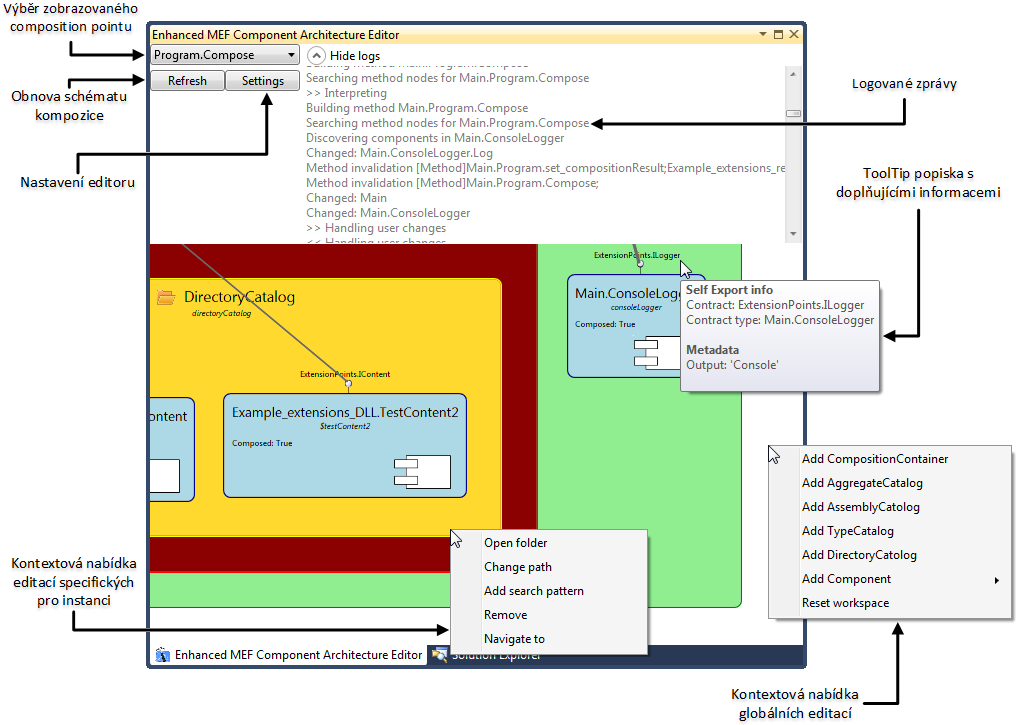 Výběr zobrazovaného
composition pointu
Obnova schématu
kompozice
Nastavení editoru
Enhanced MEF Component Architecture Editor
Program.Compose
Hide logs
Refresh
Settings
Searching method nodes for Main.Program.Compose
>> Interpreting
Building method Main.Program.Compose
Searching method nodes for Main.Program.Compose
Discovering components in Main.ConsoleLogger
Changed: Main.ConsoleLogger.Log
Method invalidation [Method]Main.Program.set_compositionResult;Example_extensions_re
Method invalidation [Method]Main.Program.Compose;
Changed: Main
Changed: Main.ConsoleLogger
>> Handling user changes
<< Handling user changes
Logované zprávy
ToolTip popiska s
doplňujícími informacemi
DirectoryCatalog
directoryCatalog
ExtensionPoints.IContent
ontent
Example_extensions_DLL.TestContent2
$testContent2
Composed: True
ExtensionPoints.ILogger
Main.ConsoleLogg
consoleLogger
Composed: True
Self Export info
Contract: ExtensionPoints.ILogger
Contract type: Main.ConsoleLogger
Metadata
Output: 'Console'
Kontextová nabídka
editací specifických
pro instanci
Open folder
Change path
Add search pattern
Remove
Navigate to
Add CompositionContainer
Add AggregateCatalog
Add AssemblyCatolog
Add TypeCatalog
Add DirectoryCatolog
Add Component
Reset workspace
Enhanced MEF Component Architecture Editor
Solution Explorer
Kontextová nabídka
globálních editací